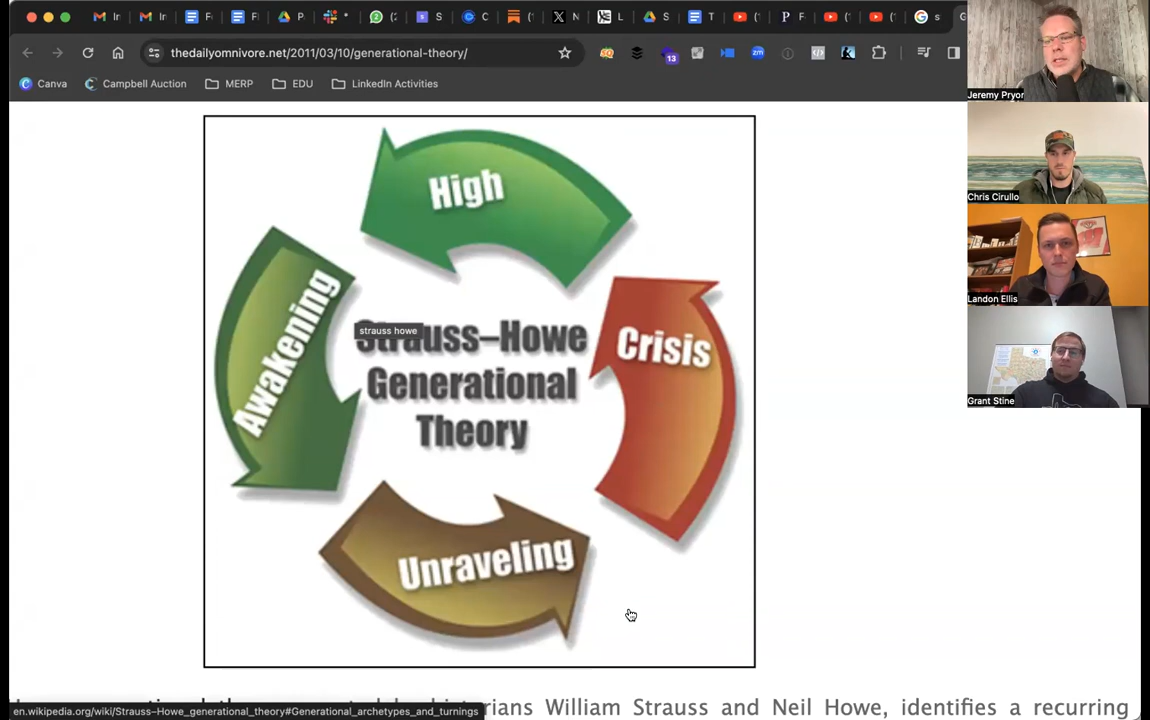 thedailyomnivore.net/2011/03/10/generational-theory/
13
Canva
Campbell Auction
MERP
EDU
LinkedIn Activities
Jeremy Pryor
Chris Cirullo
Landon Ellis
Grant Stine
High
Awakening
Crisis
strauss howe
Strauss–Howe
Generational
Theory
Unraveling
William Strauss and Neil Howe, identifies a recurring
en.wikipedia.org/wiki/Strauss–Howe_generational_theory#Generational_archetypes_and_turnings